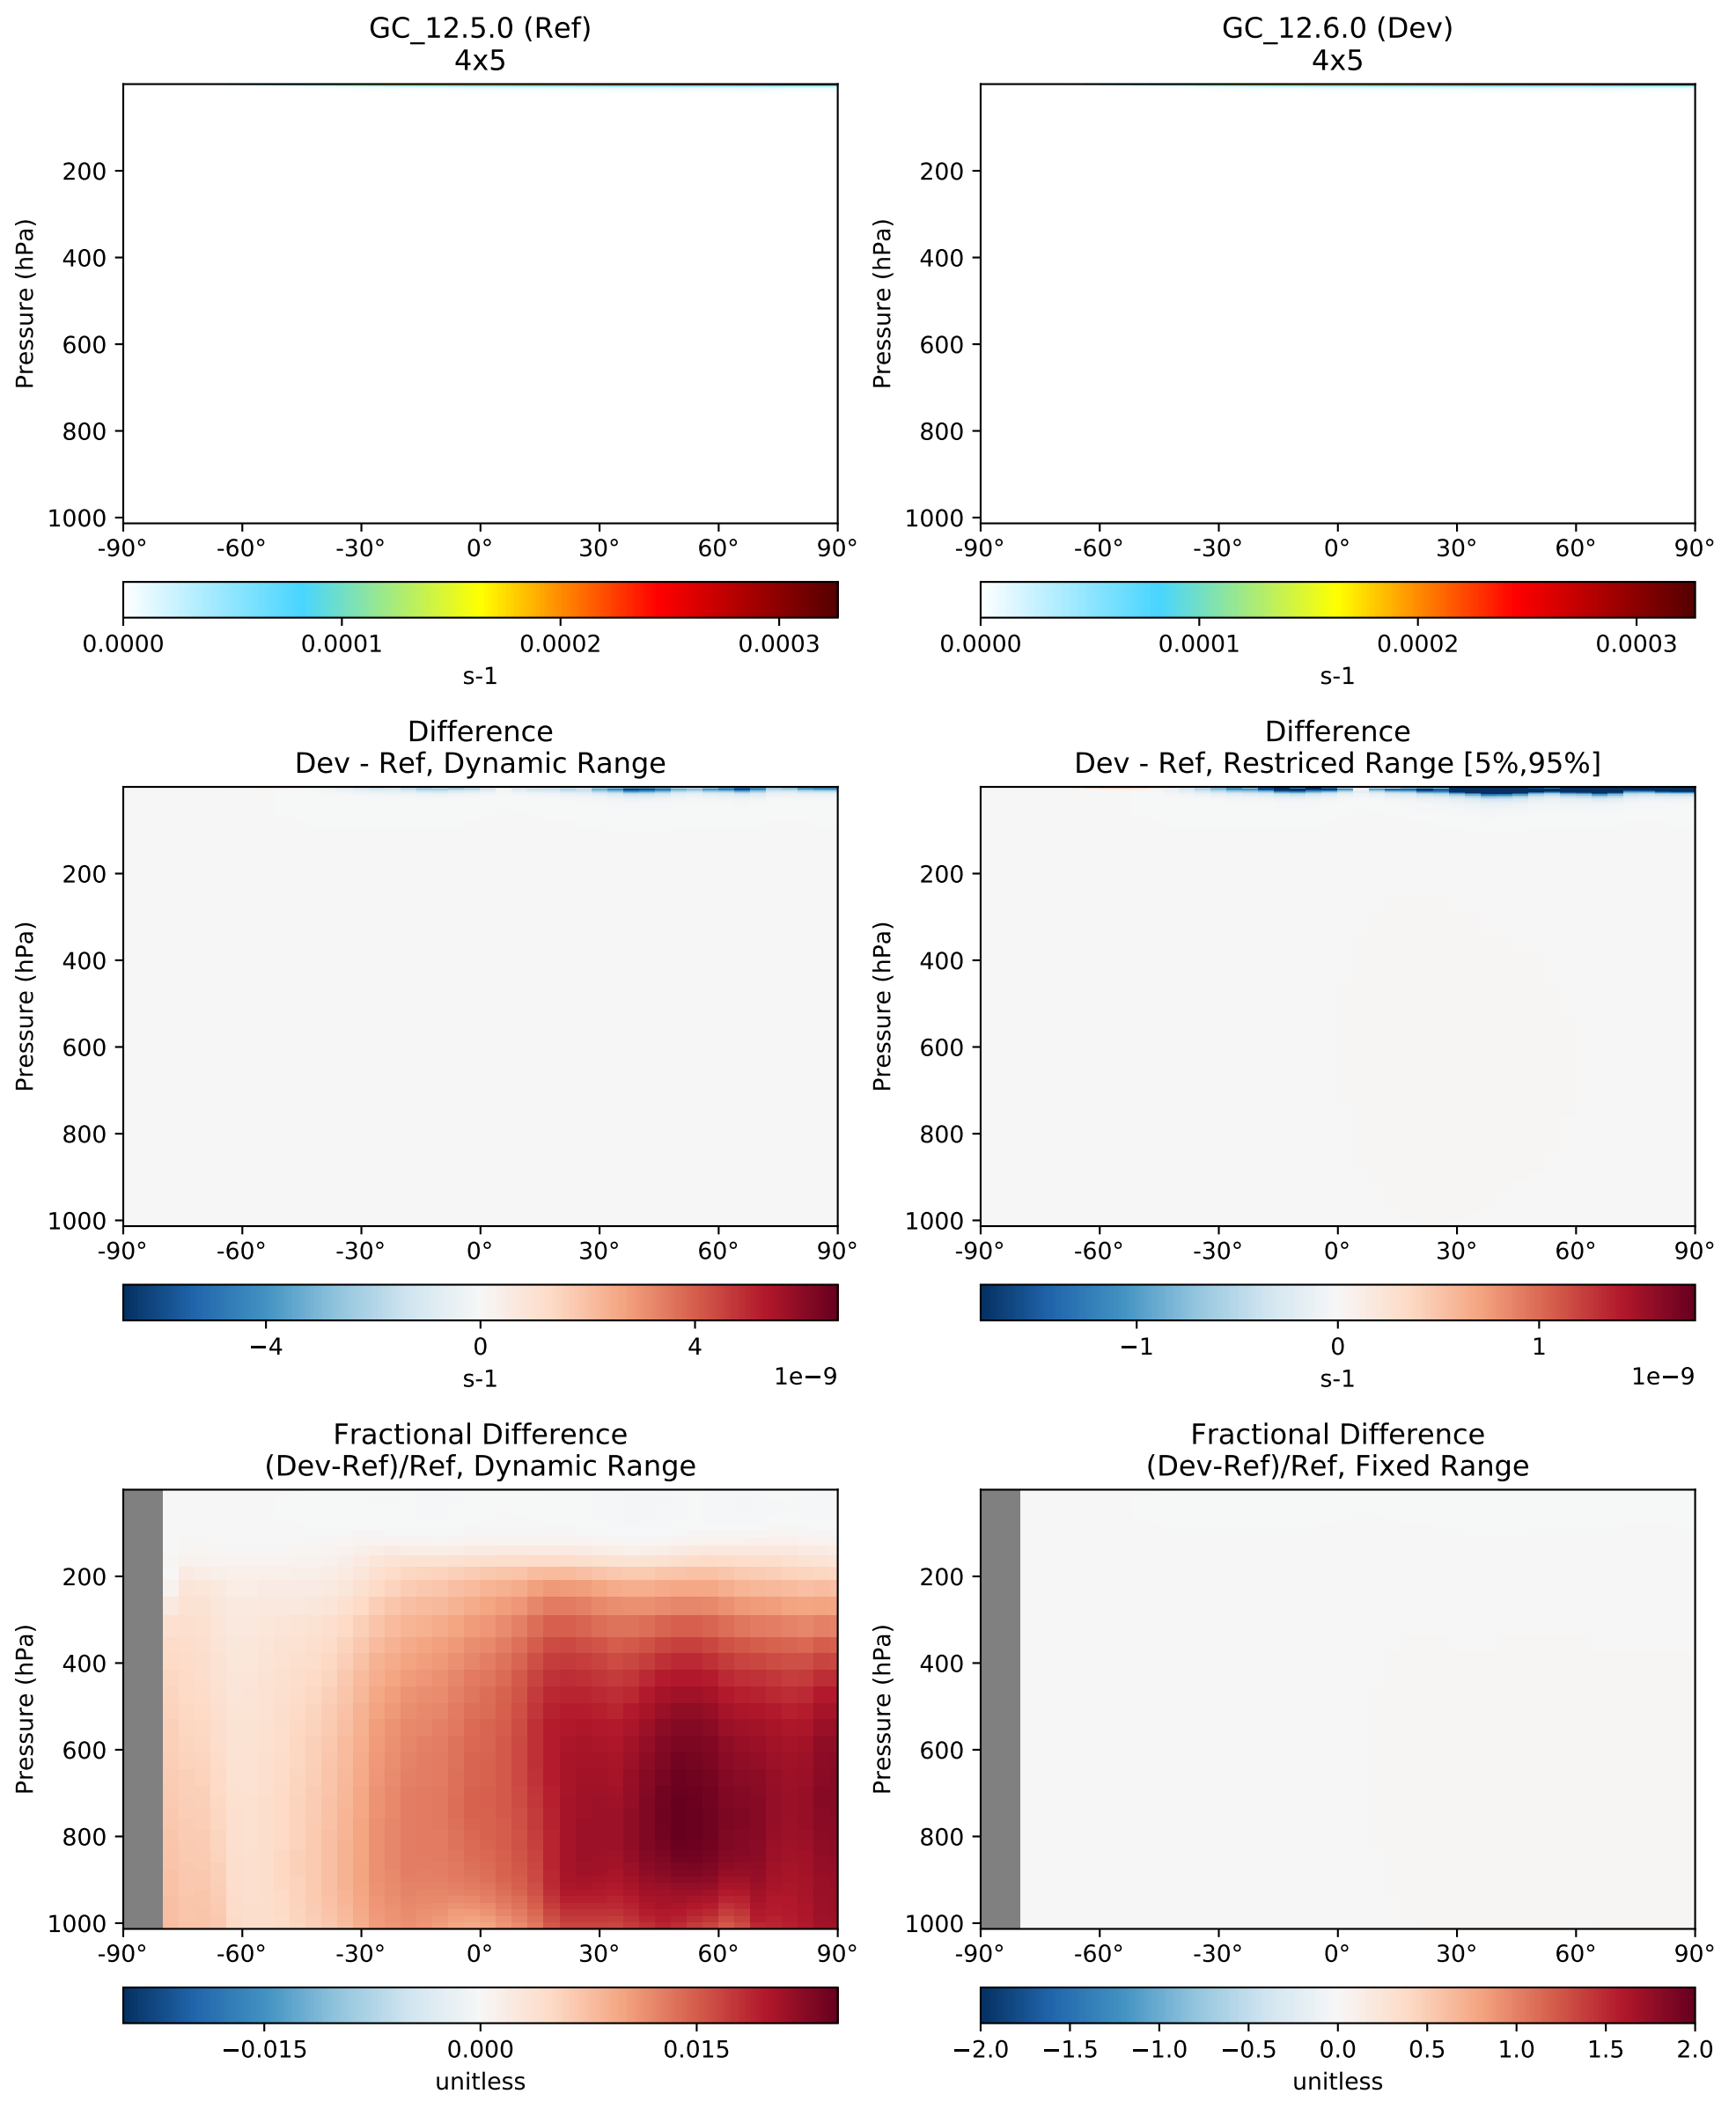 GC_12.5.0 (Ref)
4x5
GC_12.6.0 (Dev)
4x5
Pressure (hPa)
200
400
600
800
1000
-90° -60° -30° 0° 30° 60° 90°
0.0000 0.0001 0.0002 0.0003
s-1
Pressure (hPa)
200
400
600
800
1000
-90° -60° -30° 0° 30° 60° 90°
0.0000 0.0001 0.0002 0.0003
s-1
Difference
Dev - Ref, Dynamic Range
Pressure (hPa)
200
400
600
800
1000
-90° -60° -30° 0° 30° 60° 90°
−4 0 4
s-1
1e−9
Difference
Dev - Ref, Restriced Range [5%,95%]
Pressure (hPa)
200
400
600
800
1000
-90° -60° -30° 0° 30° 60° 90°
−1 0 1
s-1
1e−9
Fractional Difference
(Dev-Ref)/Ref, Dynamic Range
Pressure (hPa)
200
400
600
800
1000
-90° -60° -30° 0° 30° 60° 90°
−0.015 0.000 0.015
unitless
Fractional Difference
(Dev-Ref)/Ref, Fixed Range
Pressure (hPa)
200
400
600
800
1000
-90° -60° -30° 0° 30° 60° 90°
−2.0 −1.5 −1.0 −0.5 0.0 0.5 1.0 1.5 2.0
unitless